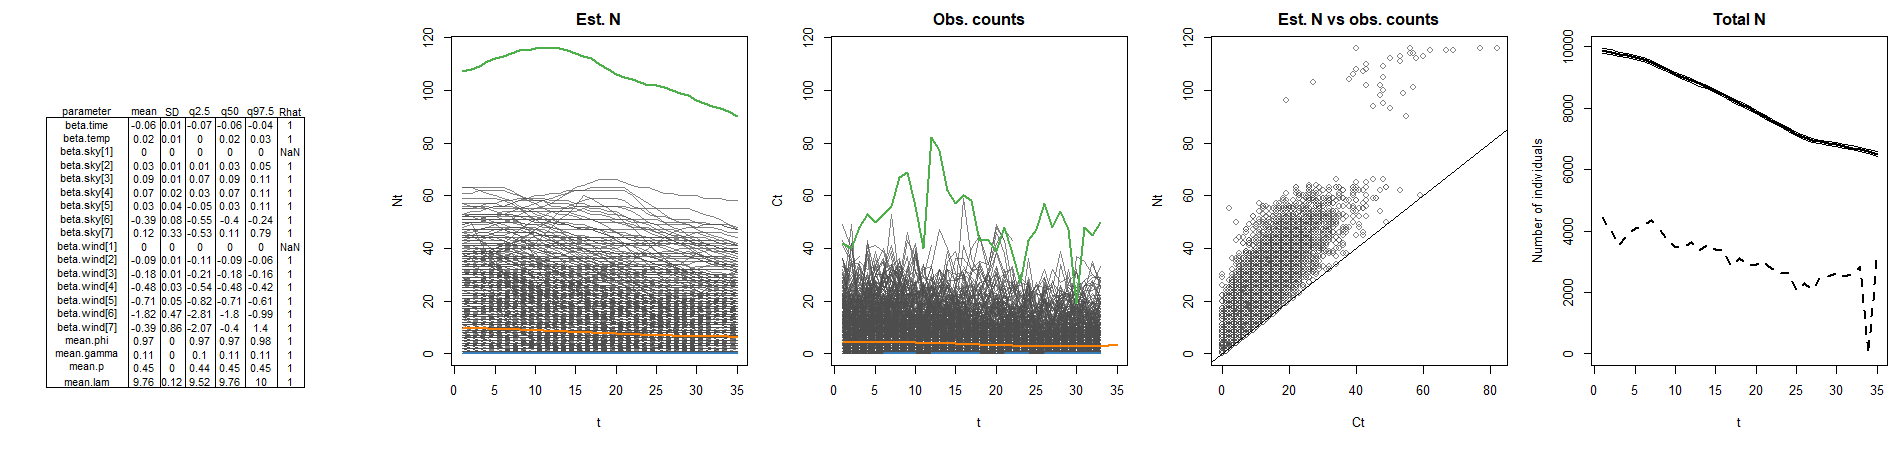 parameter mean SD q2.5 q50 q97.5 Rhat
beta.time -0.06 0.01 -0.07 -0.06 -0.04 1
beta.temp 0.02 0.01 0 0.02 0.03 1
beta.sky[1] 0 0 0 0 0 NaN
beta.sky[2] 0.03 0.01 0.01 0.03 0.05 1
beta.sky[3] 0.09 0.01 0.07 0.09 0.11 1
beta.sky[4] 0.07 0.02 0.03 0.07 0.11 1
beta.sky[5] 0.03 0.04 -0.05 0.03 0.11 1
beta.sky[6] -0.39 0.08 -0.55 -0.4 -0.24 1
beta.sky[7] 0.12 0.33 -0.53 0.11 0.79 1
beta.wind[1] 0 0 0 0 0 NaN
beta.wind[2] -0.09 0.01 -0.11 -0.09 -0.06 1
beta.wind[3] -0.18 0.01 -0.21 -0.18 -0.16 1
beta.wind[4] -0.48 0.03 -0.54 -0.48 -0.42 1
beta.wind[5] -0.71 0.05 -0.82 -0.71 -0.61 1
beta.wind[6] -1.82 0.47 -2.81 -1.8 -0.99 1
beta.wind[7] -0.39 0.86 -2.07 -0.4 1.4 1
mean.phi 0.97 0 0.97 0.97 0.98 1
mean.gamma 0.11 0 0.1 0.11 0.11 1
mean.p 0.45 0 0.44 0.45 0.45 1
mean.lam 9.76 0.12 9.52 9.76 10 1
Est. N
Nt
120
100
80
60
40
20
0
0 5 10 15 20 25 30 35
t
Obs. counts
Ct
120
100
80
60
40
20
0
0 5 10 15 20 25 30 35
t
Est. N vs obs. counts
Nt
120
100
80
60
40
20
0
0 20 40 60 80
Ct
Total N
Number of individuals
10000
8000
6000
4000
2000
0
0 5 10 15 20 25 30 35
t